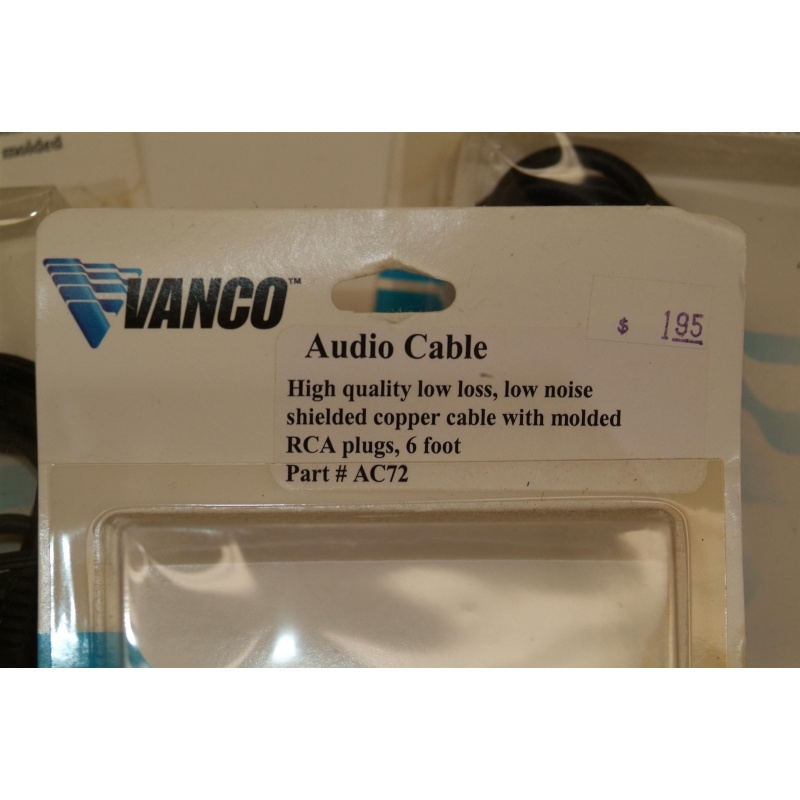 molded
VANCO™
$ 195
Audio Cable
High quality low loss, low noise
shielded copper cable with molded
RCA plugs, 6 foot
Part # AC72